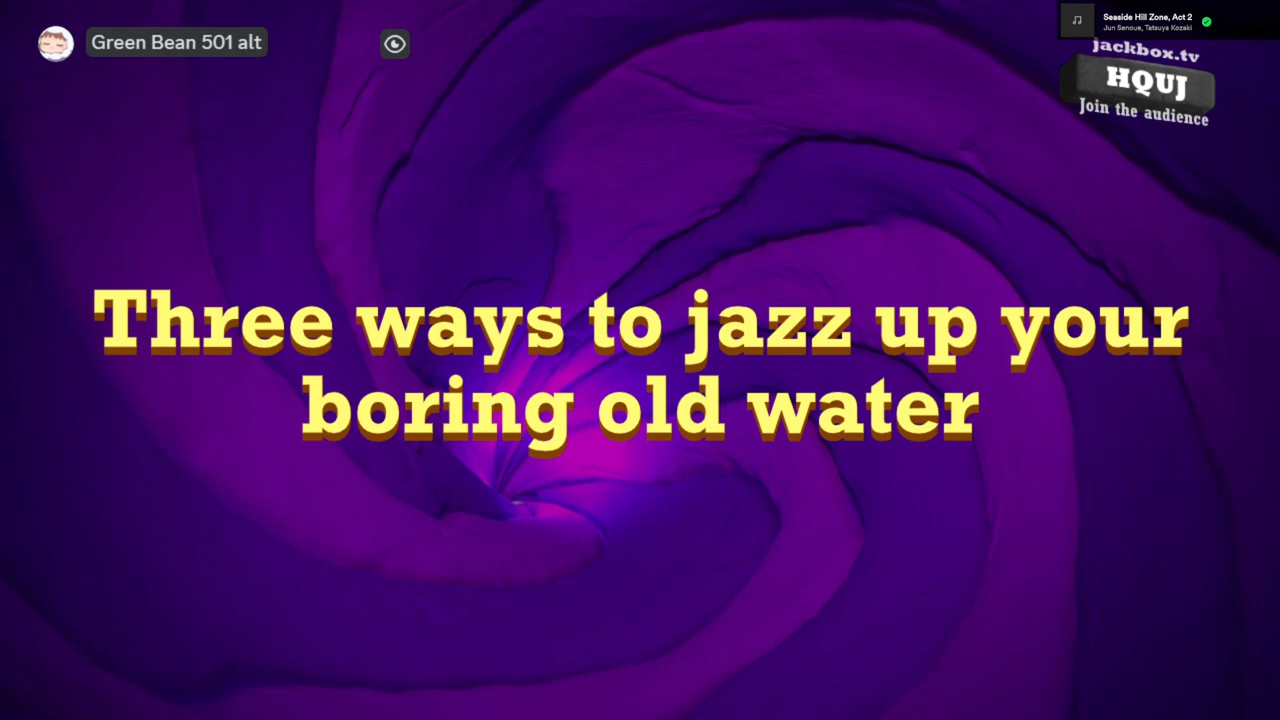 Green Bean 501 alt
Seaside Hill Zone, Act 2
Jun Senoue, Tatsuya Kozaki
jackbox.tv
HQUJ
Join the audience
Three ways to jazz up your
boring old water